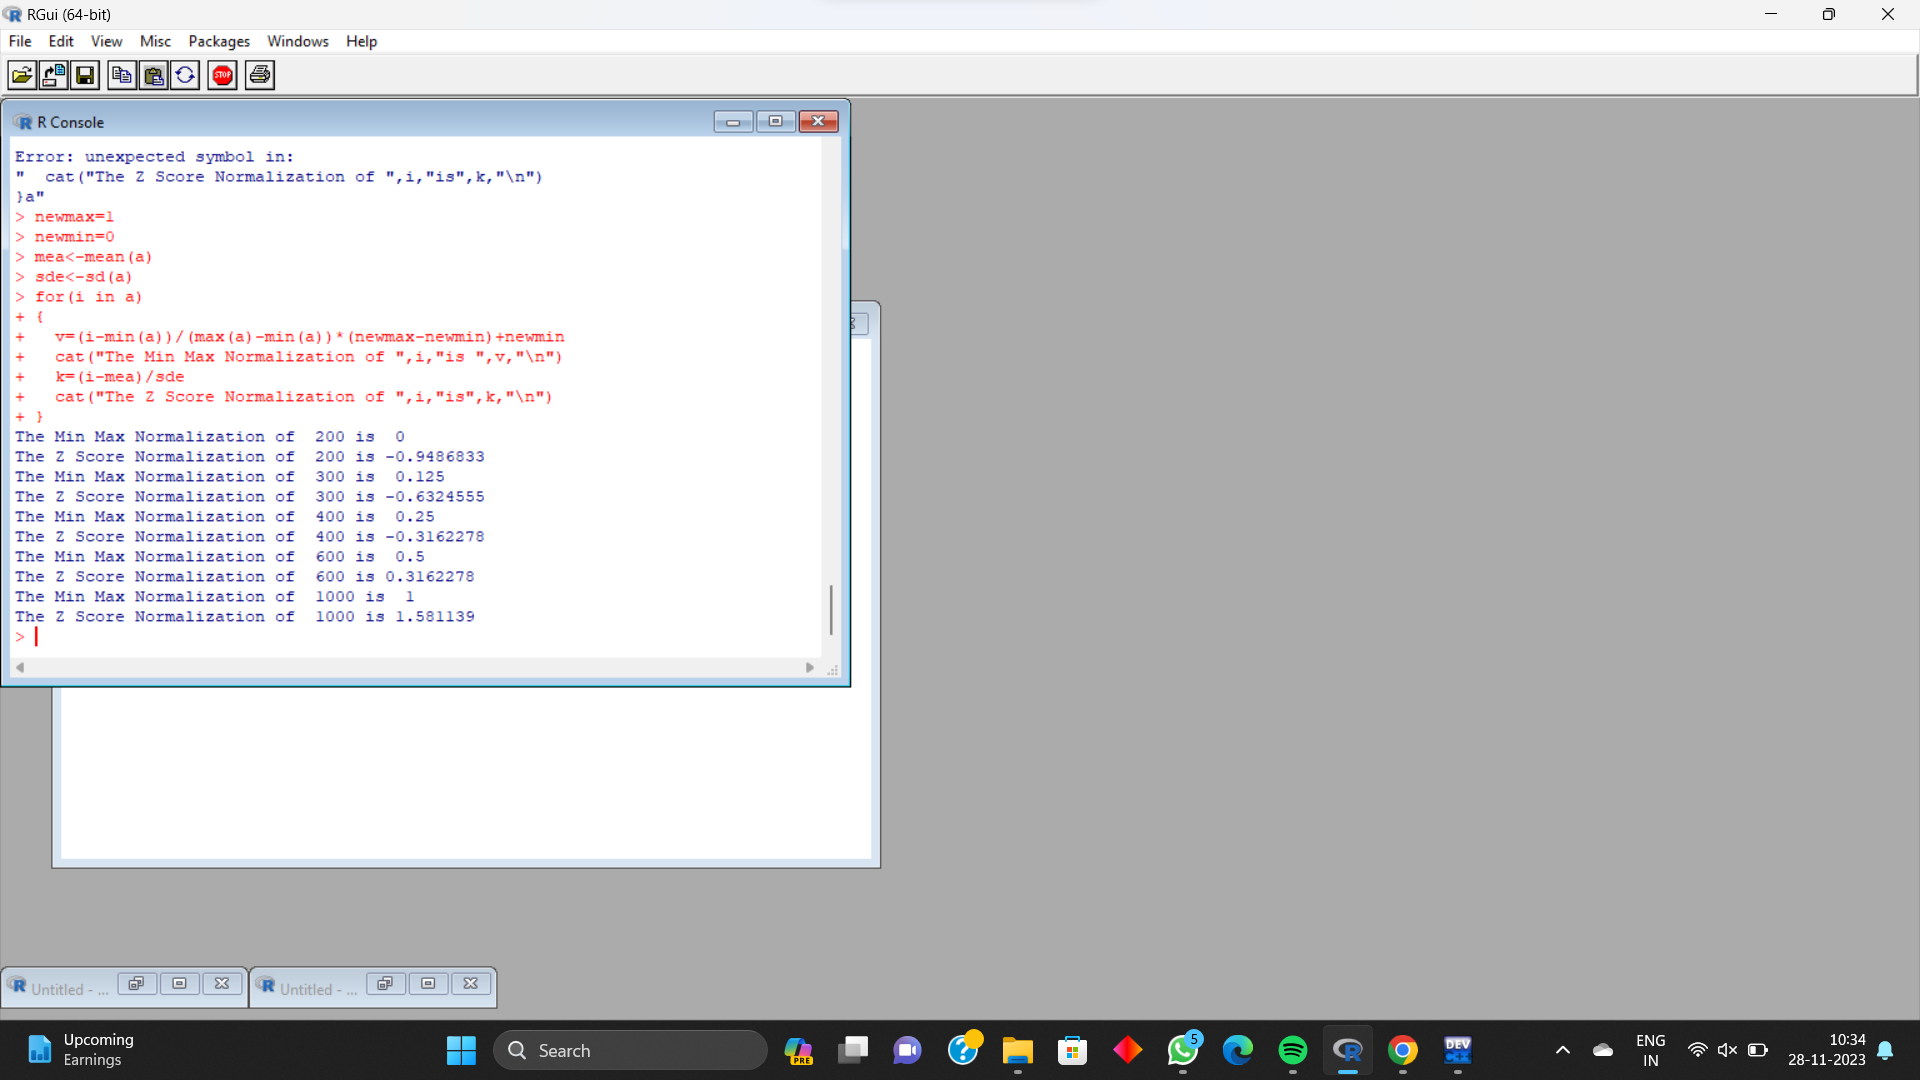 RGui (64-bit)
File Edit View Misc Packages Windows Help
STOP
R Console
Error: unexpected symbol in:
"  cat("The Z Score Normalization of ",i,"is",k,"\n")
}a"
> newmax=1
> newmin=0
> mea<-mean(a)
> sde<-sd(a)
> for(i in a)
+ {
+   v=(i-min(a))/(max(a)-min(a))*(newmax-newmin)+newmin
+   cat("The Min Max Normalization of ",i,"is ",v,"\n")
+   k=(i-mea)/sde
+   cat("The Z Score Normalization of ",i,"is",k,"\n")
+ }
The Min Max Normalization of  200 is  0
The Z Score Normalization of  200 is -0.9486833
The Min Max Normalization of  300 is  0.125
The Z Score Normalization of  300 is -0.6324555
The Min Max Normalization of  400 is  0.25
The Z Score Normalization of  400 is -0.3162278
The Min Max Normalization of  600 is  0.5
The Z Score Normalization of  600 is 0.3162278
The Min Max Normalization of  1000 is  1
The Z Score Normalization of  1000 is 1.581139
>
Untitled - ... Untitled - ...
Upcoming
Earnings
Search
PRE
5
DEV
C++
ENG
IN
10:34
28-11-2023